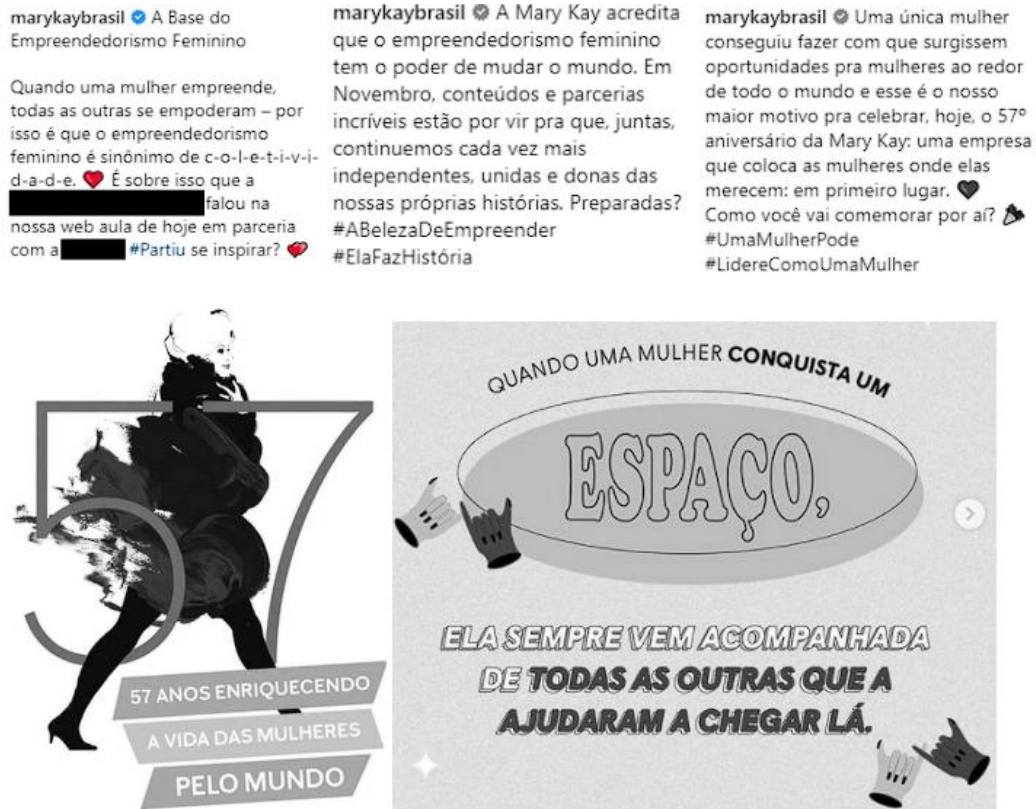 marykaybrasil A Base do
Empreendedorismo Feminino
Quando uma mulher empreende,
todas as outras se empoderam – por
isso é que o empreendedorismo
feminino é sinônimo de c-o-l-e-t-i-v-i-
d-a-d-e. ❤️ É sobre isso que a
falou na
nossa web aula de hoje em parceria
com a #Partiu se inspirar? 💕
marykaybrasil A Mary Kay acredita
que o empreendedorismo feminino
tem o poder de mudar o mundo. Em
Novembro, conteúdos e parcerias
incríveis estão por vir pra que, juntas,
continuemos cada vez mais
independentes, unidas e donas das
nossas próprias histórias. Preparadas?
#ABelezaDeEmpreender
#ElaFazHistória
marykaybrasil Uma única mulher
conseguiu fazer com que surgissem
oportunidades pra mulheres ao redor
de todo o mundo e esse é o nosso
maior motivo pra celebrar, hoje, o 57º
aniversário da Mary Kay: uma empresa
que coloca as mulheres onde elas
merecem: em primeiro lugar. 🖤
Como você vai comemorar por aí? 🎉
#UmaMulherPode
#LidereComoUmaMulher
57
57 ANOS ENRIQUECENDO
A VIDA DAS MULHERES
PELO MUNDO
QUANDO UMA MULHER CONQUISTA UM
ESPAÇO,
ELA SEMPRE VEM ACOMPANHADA
DE TODAS AS OUTRAS QUE A
AJUDARAM A CHEGAR LÁ.